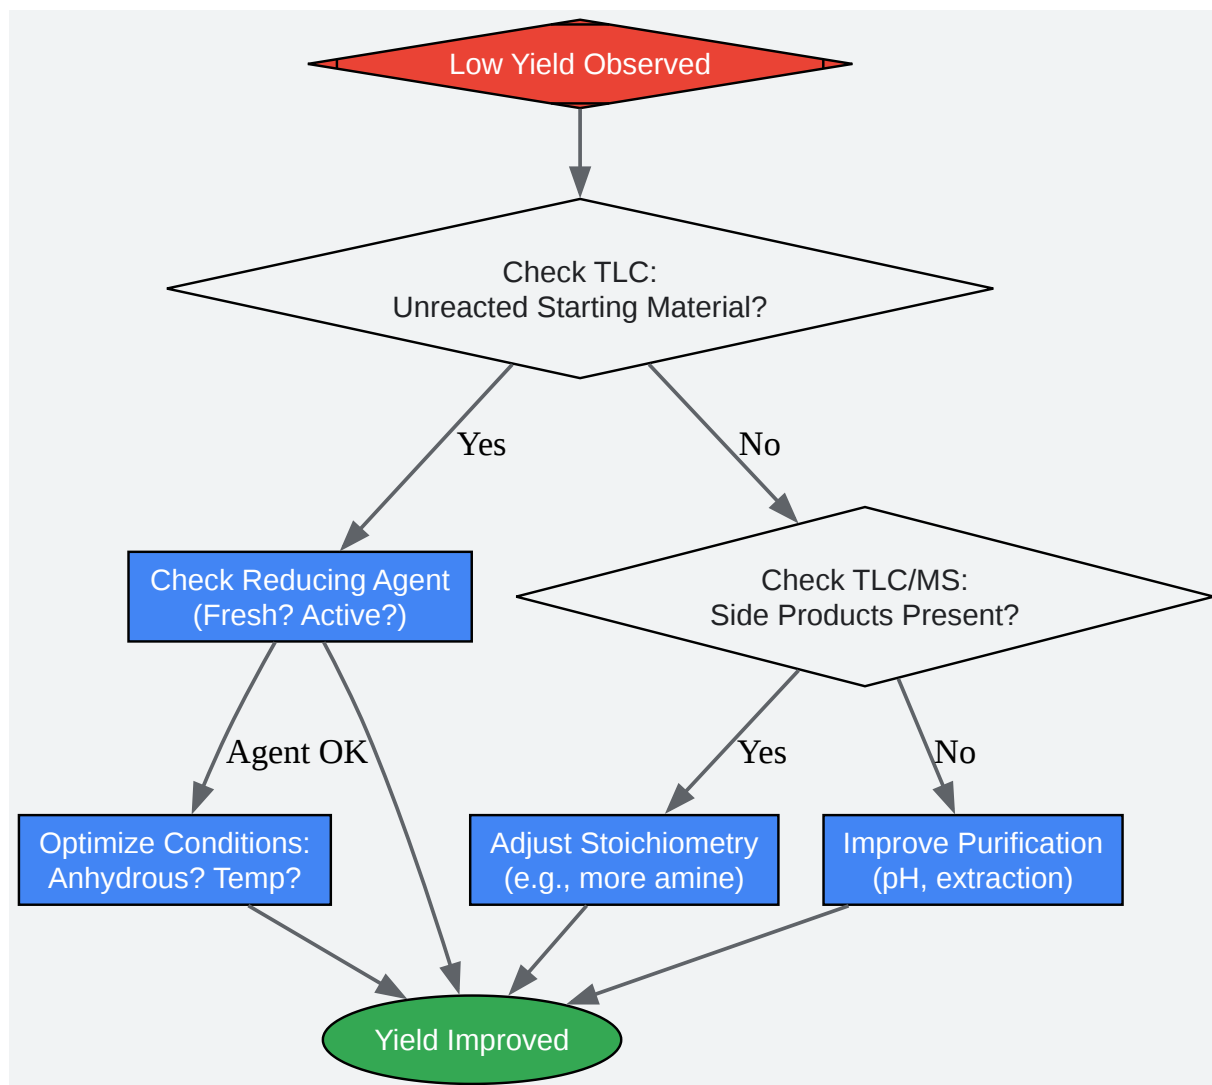 Low Yield Observed
Check TLC:
Unreacted Starting Material?
Yes
No
Check Reducing Agent
(Fresh? Active?)
Check TLC/MS:
Side Products Present?
Agent OK
Yes
No
Optimize Conditions:
Anhydrous? Temp?
Adjust Stoichiometry
(e.g., more amine)
Improve Purification
(pH, extraction)
Yield Improved